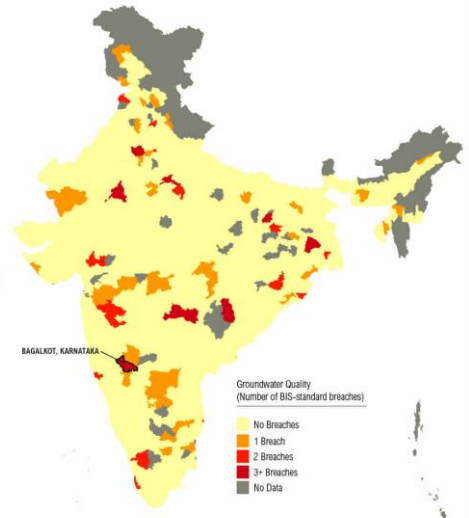 BAGALKOT, KARNATAKA
Groundwater Quality
(Number of BIS-standard breaches)
No Breaches
1 Breach
2 Breaches
3+ Breaches
No Data